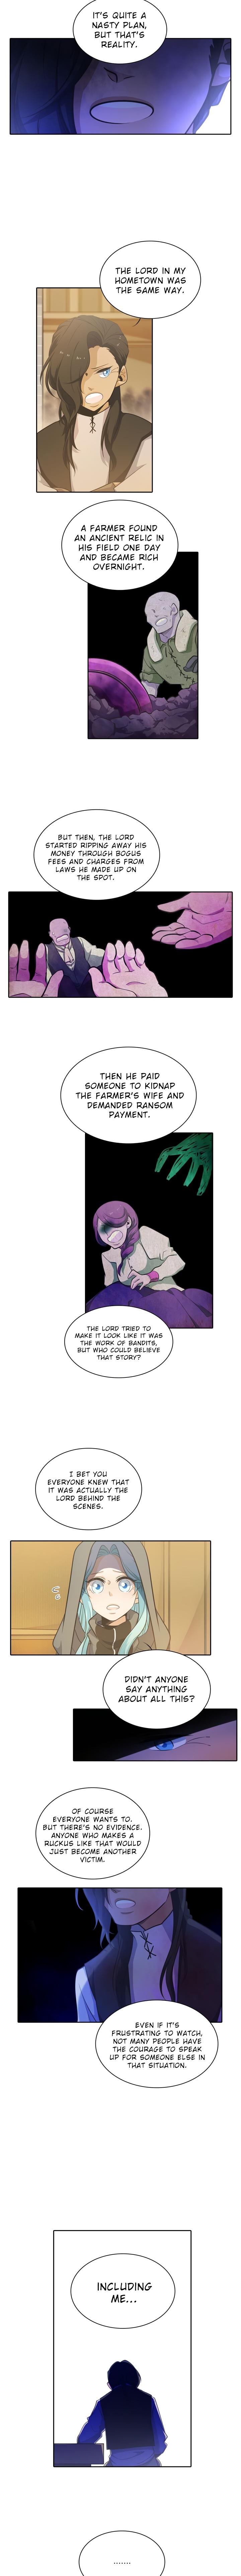 IT'S QUITE A
NASTY PLAN,
BUT THAT'S
REALITY.
THE LORD IN MY
HOMETOWN WAS
THE SAME WAY.
A FARMER FOUND
AN ANCIENT RELIC IN
HIS FIELD ONE DAY
AND BECAME RICH
OVERNIGHT.
BUT THEN, THE LORD
STARTED RIPPING AWAY HIS
MONEY THROUGH BOGUS
FEES AND CHARGES FROM
LAWS HE MADE UP ON
THE SPOT.
THEN HE PAID
SOMEONE TO KIDNAP
THE FARMER'S WIFE AND
DEMANDED RANSOM
PAYMENT.
THE LORD TRIED TO
MAKE IT LOOK LIKE IT WAS
THE WORK OF BANDITS,
BUT WHO COULD BELIEVE
THAT STORY?
I BET YOU
EVERYONE KNEW THAT
IT WAS ACTUALLY THE
LORD BEHIND THE
SCENES.
DIDN'T ANYONE
SAY ANYTHING
ABOUT ALL THIS?
OF COURSE
EVERYONE WANTS TO.
BUT THERE'S NO EVIDENCE.
ANYONE WHO MAKES A
RUCKUS LIKE THAT WOULD
JUST BECOME ANOTHER
VICTIM.
EVEN IF IT'S
FRUSTRATING TO WATCH,
NOT MANY PEOPLE HAVE
THE COURAGE TO SPEAK
UP FOR SOMEONE ELSE IN
THAT SITUATION.
INCLUDING
ME...
.......